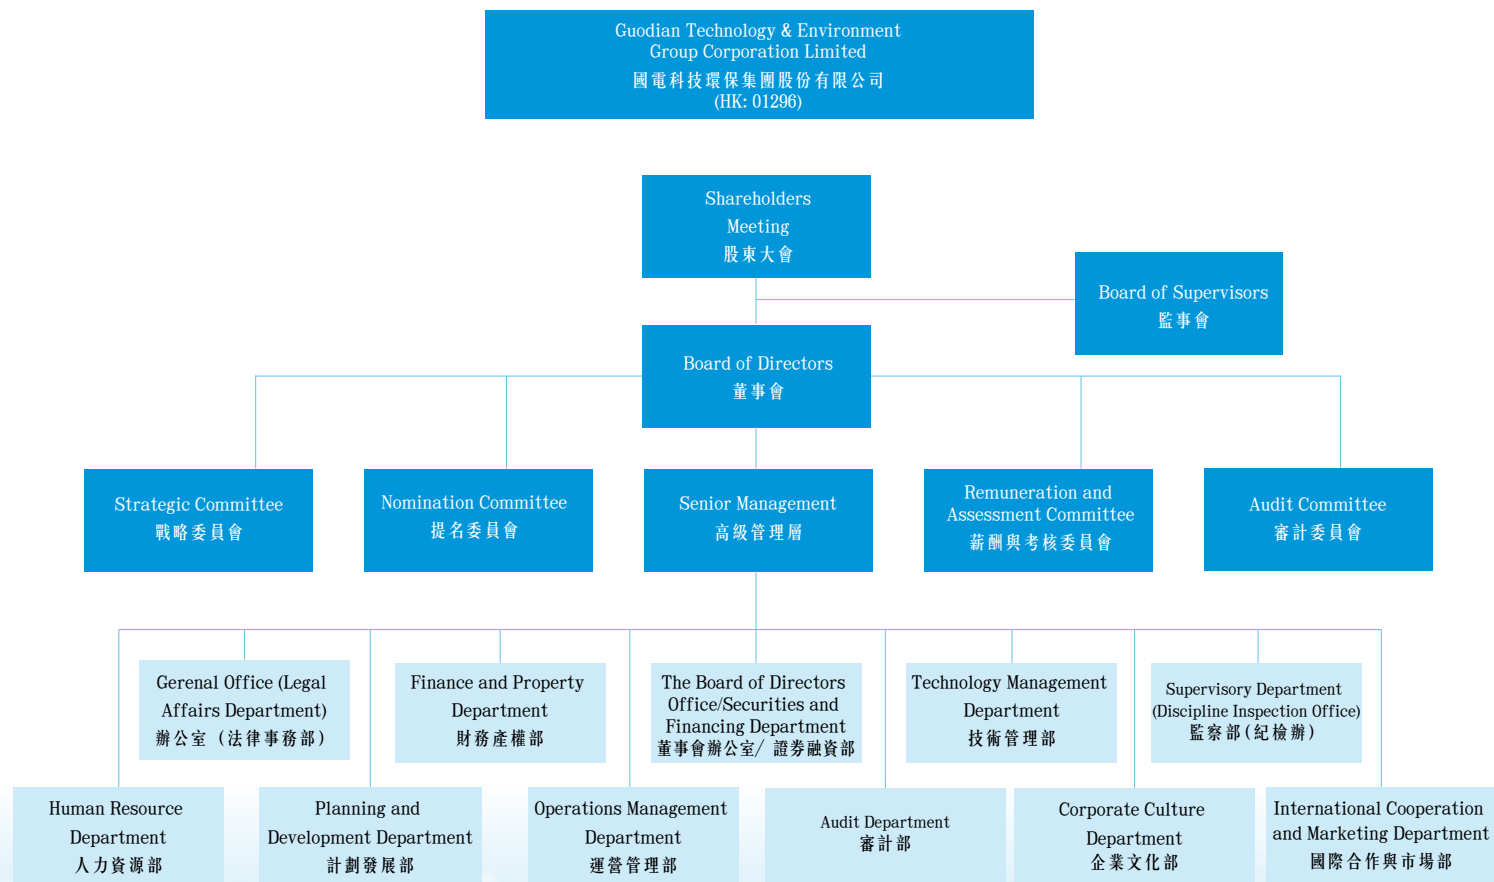 Guodian Technology & Environment
Group Corporation Limited
國電科技環保集團股份有限公司
(HK: 01296)
Shareholders
Meeting
股東大會
Board of Supervisors
監事會
Board of Directors
董事會
Strategic Committee
戰略委員會
Nomination Committee
提名委員會
Senior Management
高級管理層
Remuneration and
Assessment Committee
薪酬與考核委員會
Audit Committee
審計委員會
Gerenal Office (Legal
Affairs Department)
辦公室（法律事務部）
Finance and Property
Department
財務產權部
The Board of Directors
Office/Securities and
Financing Department
董事會辦公室/ 證券融資部
Technology Management
Department
技術管理部
Supervisory Department
(Discipline Inspection Office)
監察部(紀檢辦)
Human Resource
Department
人力資源部
Planning and
Development Department
計劃發展部
Operations Management
Department
運營管理部
Audit Department
審計部
Corporate Culture
Department
企業文化部
International Cooperation
and Marketing Department
國際合作與市場部